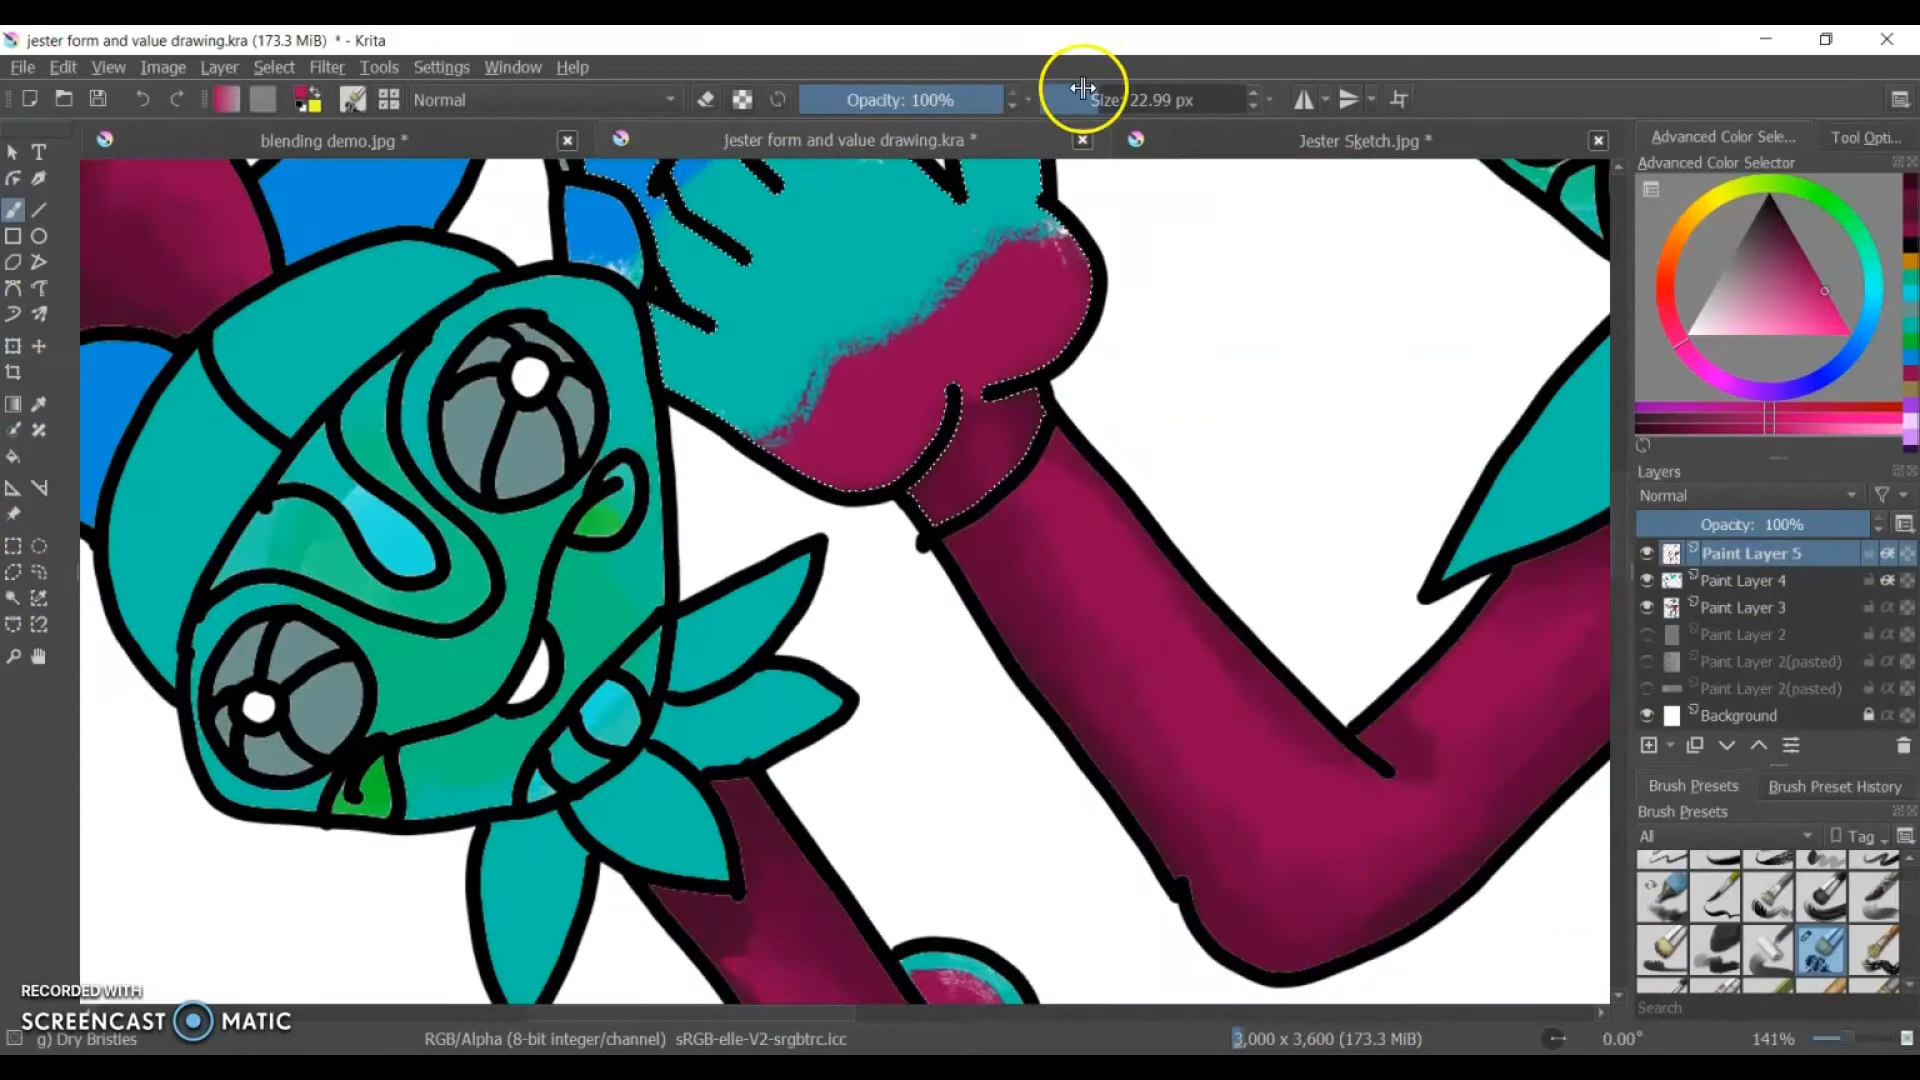 jester form and value drawing.kra (173.3 MiB) * - Krita
File Edit View Image Layer Select Filter Tools Settings Window Help
Normal Opacity: 100% Size: 22.99 px
blending demo.jpg * jester form and value drawing.kra * Jester Sketch.jpg *
Advanced Color Sele... Tool Opti...
Advanced Color Selector
Layers
Normal
Opacity: 100%
Paint Layer 5
Paint Layer 4
Paint Layer 3
Paint Layer 2
Paint Layer 2(pasted)
Paint Layer 2(pasted)
Background
Brush Presets Brush Preset History
Brush Presets
All Tag
Search
RECORDED WITH
SCREENCAST MATIC
g) Dry Bristles RGB/Alpha (8-bit integer/channel) sRGB-elle-V2-srgbtrc.icc 3,000 x 3,600 (173.3 MiB) 0.00° 141%